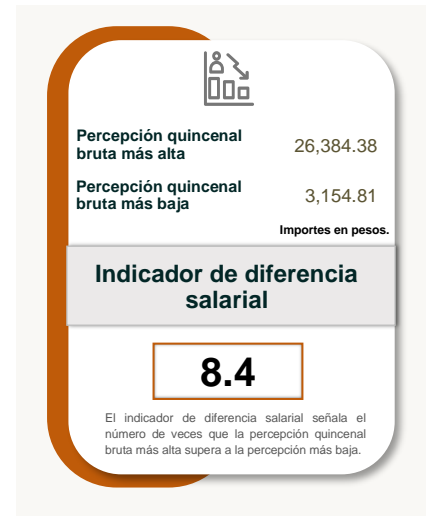 Percepción quincenal
bruta más alta
26,384.38
Percepción quincenal
bruta más baja
3,154.81
Importes en pesos.
Indicador de diferencia
salarial
8.4
El indicador de diferencia salarial señala el
número de veces que la percepción quincenal
bruta más alta supera a la percepción más baja.